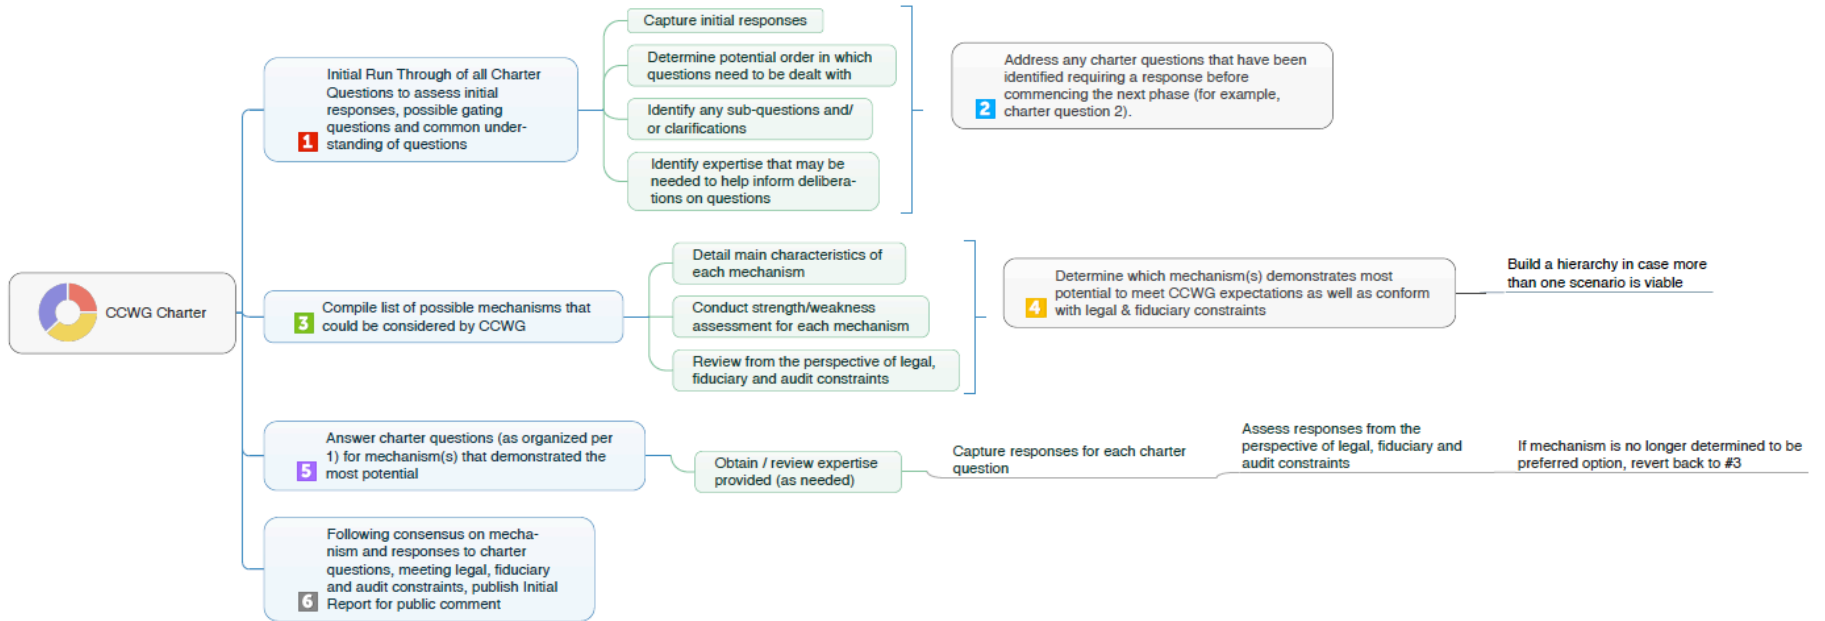 CCWG Charter
Initial Run Through of all Charter
Questions to assess initial
responses, possible gating
questions and common under-
1 standing of questions
Capture initial responses
Determine potential order in which
questions need to be dealt with
Identify any sub-questions and/
or clarifications
Identify expertise that may be
needed to help inform delibera-
tions on questions
Address any charter questions that have been
identified requiring a response before
commencing the next phase (for example,
2 charter question 2).
Compile list of possible mechanisms that
3 could be considered by CCWG
Detail main characteristics of
each mechanism
Conduct strength/weakness
assessment for each mechanism
Review from the perspective of legal,
fiduciary and audit constraints
Determine which mechanism(s) demonstrates most
potential to meet CCWG expectations as well as conform
4 with legal & fiduciary constraints
Build a hierarchy in case more
than one scenario is viable
Answer charter questions (as organized per
1) for mechanism(s) that demonstrated the
5 most potential
Obtain / review expertise
provided (as needed)
Capture responses for each charter
question
Assess responses from the
perspective of legal, fiduciary and
audit constraints
If mechanism is no longer determined to be
preferred option, revert back to #3
Following consensus on mecha-
nism and responses to charter
questions, meeting legal, fiduciary
and audit constraints, publish Initial
6 Report for public comment